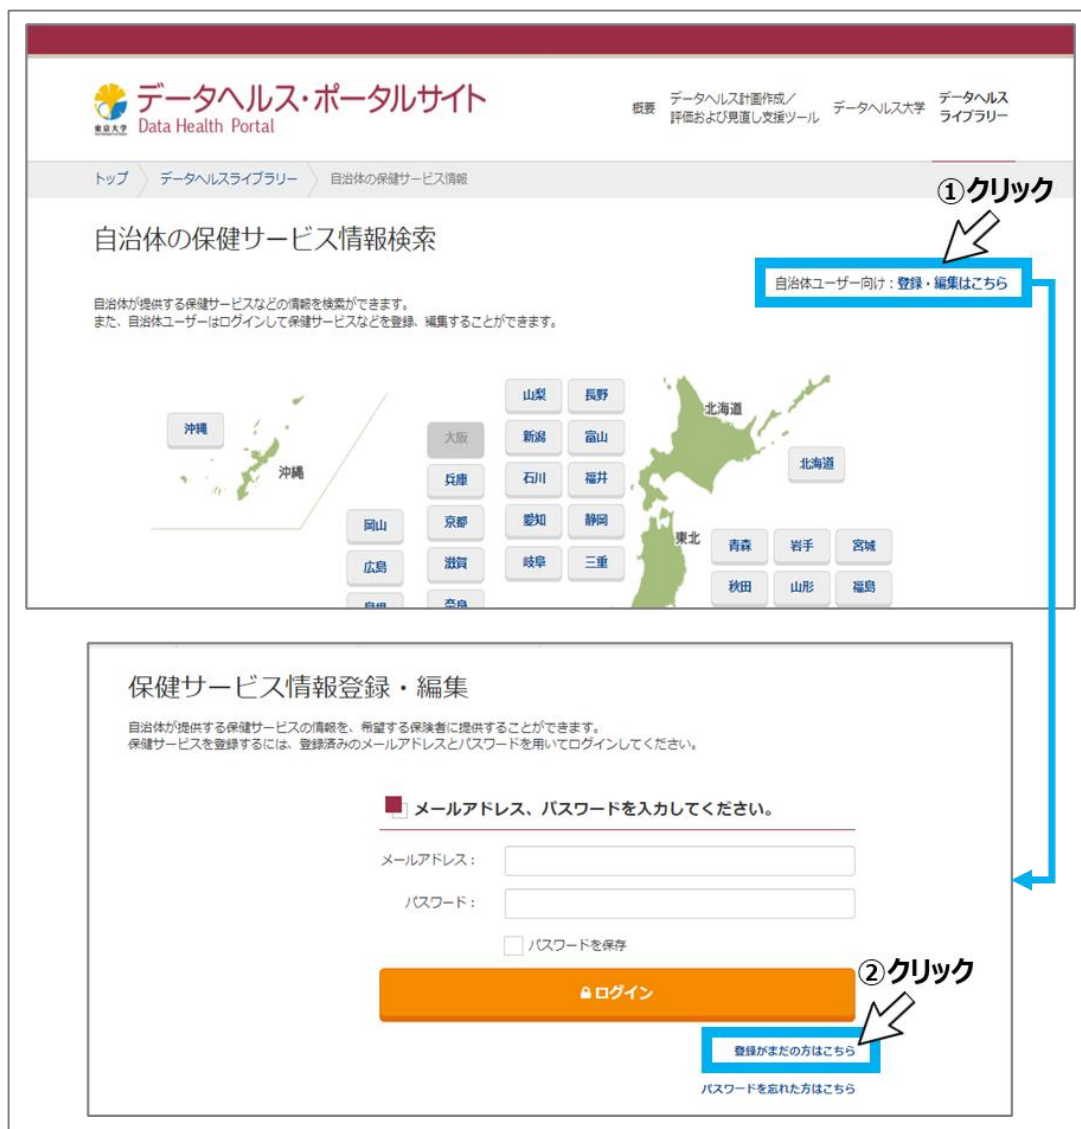 データヘルス・ポータルサイト
東京大学
Data Health Portal
概要
データヘルス計画作成／
評価および見直し支援ツール
データヘルス大学
データヘルス
ライブラリー
トップ
データヘルスライブラリー
自治体の保健サービス情報
①クリック
自治体の保健サービス情報検索
自治体ユーザー向け：登録・編集はこちら
自治体が提供する保健サービスなどの情報を検索ができます。
また、自治体ユーザーはログインして保健サービスなどを登録、編集することができます。
山梨 長野
北海道
沖縄
大阪 新潟 富山
北海道
沖縄
兵庫 石川 福井
岡山 京都 愛知 静岡
東北
青森 岩手 宮城
広島 滋賀 岐阜 三重
秋田 山形 福島
島根 奈良
保健サービス情報登録・編集
自治体が提供する保健サービスの情報を、希望する保険者に提供することができます。
保健サービスを登録するには、登録済みのメールアドレスとパスワードを用いてログインしてください。
メールアドレス、パスワードを入力してください。
メールアドレス：
パスワード：
パスワードを保存
②クリック
ログイン
登録がまだの方はこちら
パスワードを忘れた方はこちら